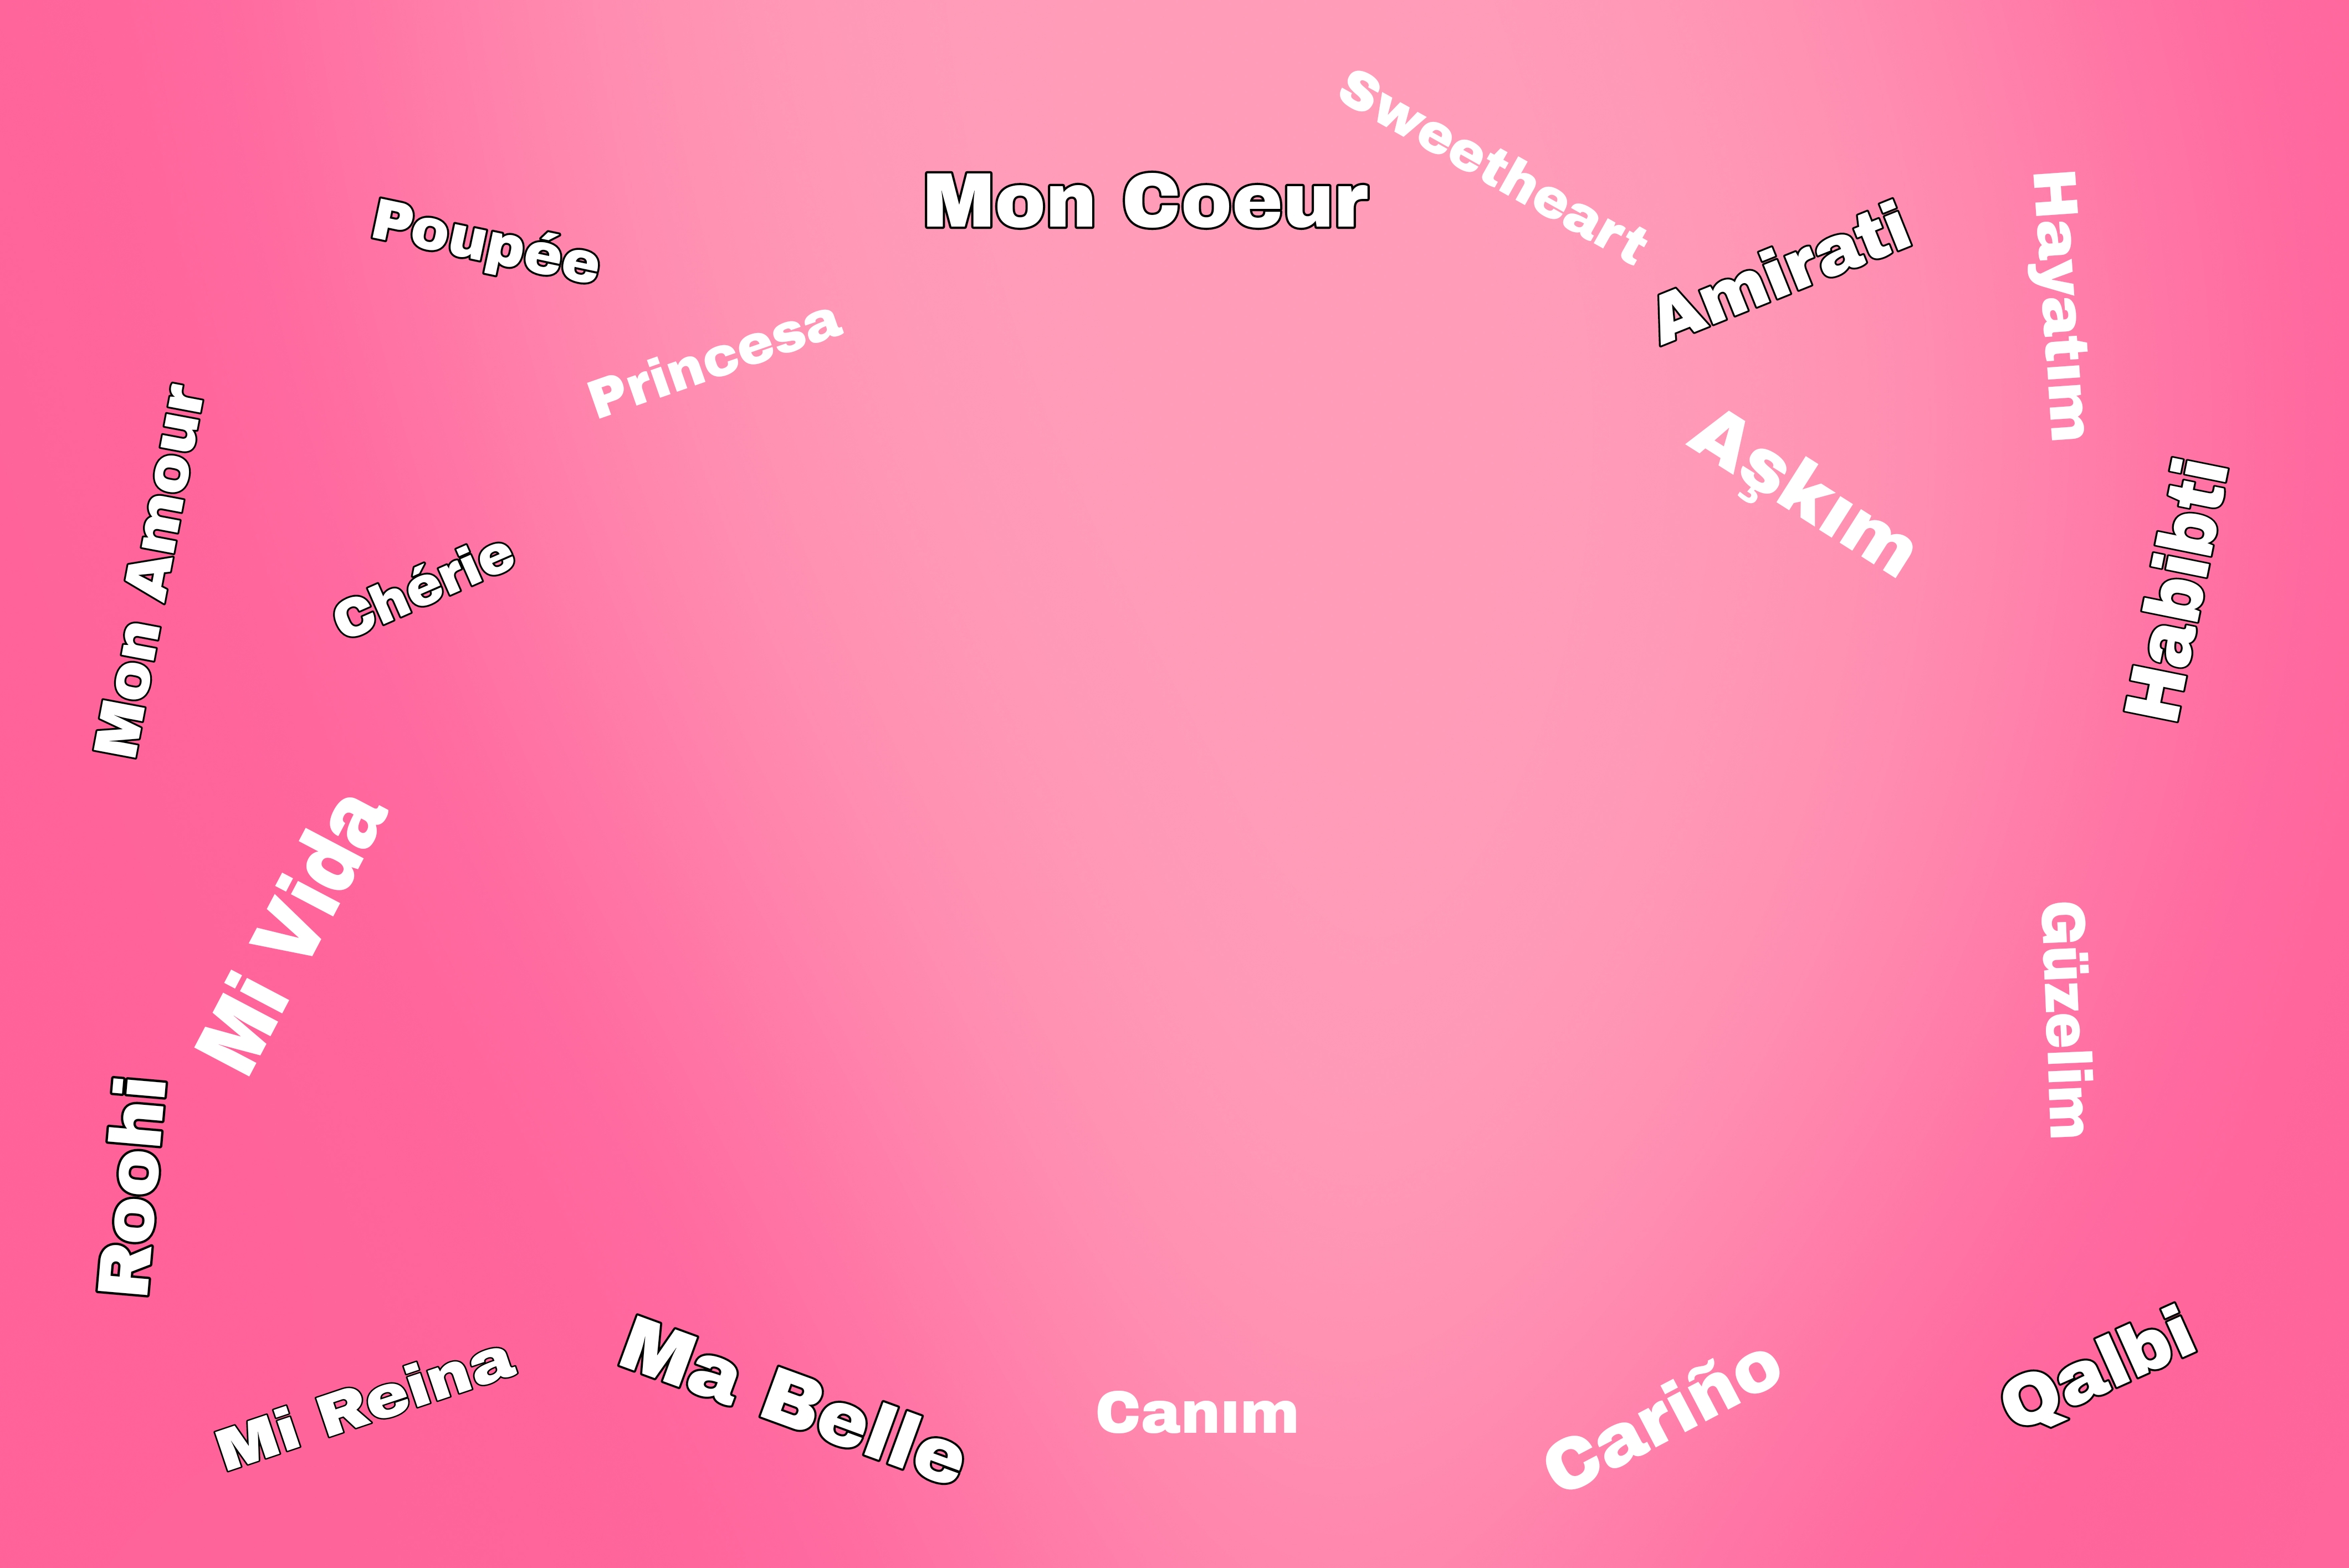 Sweetheart
Mon Coeur
Poupée
Amirati
Hayatım
Princesa
Aşkım
Mon Amour
Chérie
Haqiqti
Mi Vida
Güzelim
Roohi
Mi Reina
Ma Belle
Canım
Cariño
Qalbi